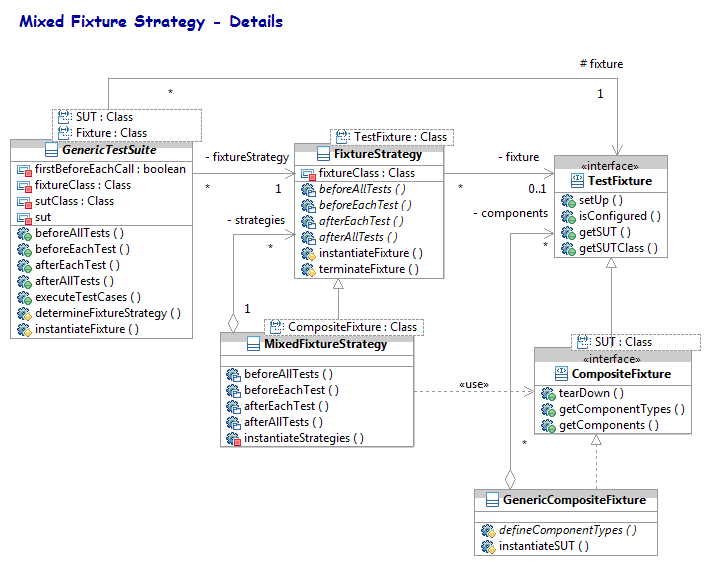 Mixed Fixture Strategy - Details
# fixture
*
1
SUT : Class
Fixture : Class
GenericTestSuite
firstBeforeEachCall : boolean
fixtureClass : Class
sutClass : Class
sut
beforeAllTests ( )
beforeEachTest ( )
afterEachTest ( )
afterAllTests ( )
executeTestCases ( )
determineFixtureStrategy ( )
instantiateFixture ( )
- fixtureStrategy
*
1
TestFixture : Class
FixtureStrategy
fixtureClass : Class
beforeAllTests ( )
beforeEachTest ( )
afterEachTest ( )
afterAllTests ( )
instantiateFixture ( )
terminateFixture ( )
- strategies
*
1
- fixture
*
0..1
«interface»
TestFixture
setUp ( )
isConfigured ( )
getSUT ( )
getSUTClass ( )
- components
*
CompositeFixture : Class
MixedFixtureStrategy
beforeAllTests ( )
beforeEachTest ( )
afterEachTest ( )
afterAllTests ( )
instantiateStrategies ( )
«use»
SUT : Class
«interface»
CompositeFixture
tearDown ( )
getComponentTypes ( )
getComponents ( )
*
GenericCompositeFixture
defineComponentTypes ( )
instantiateSUT ( )